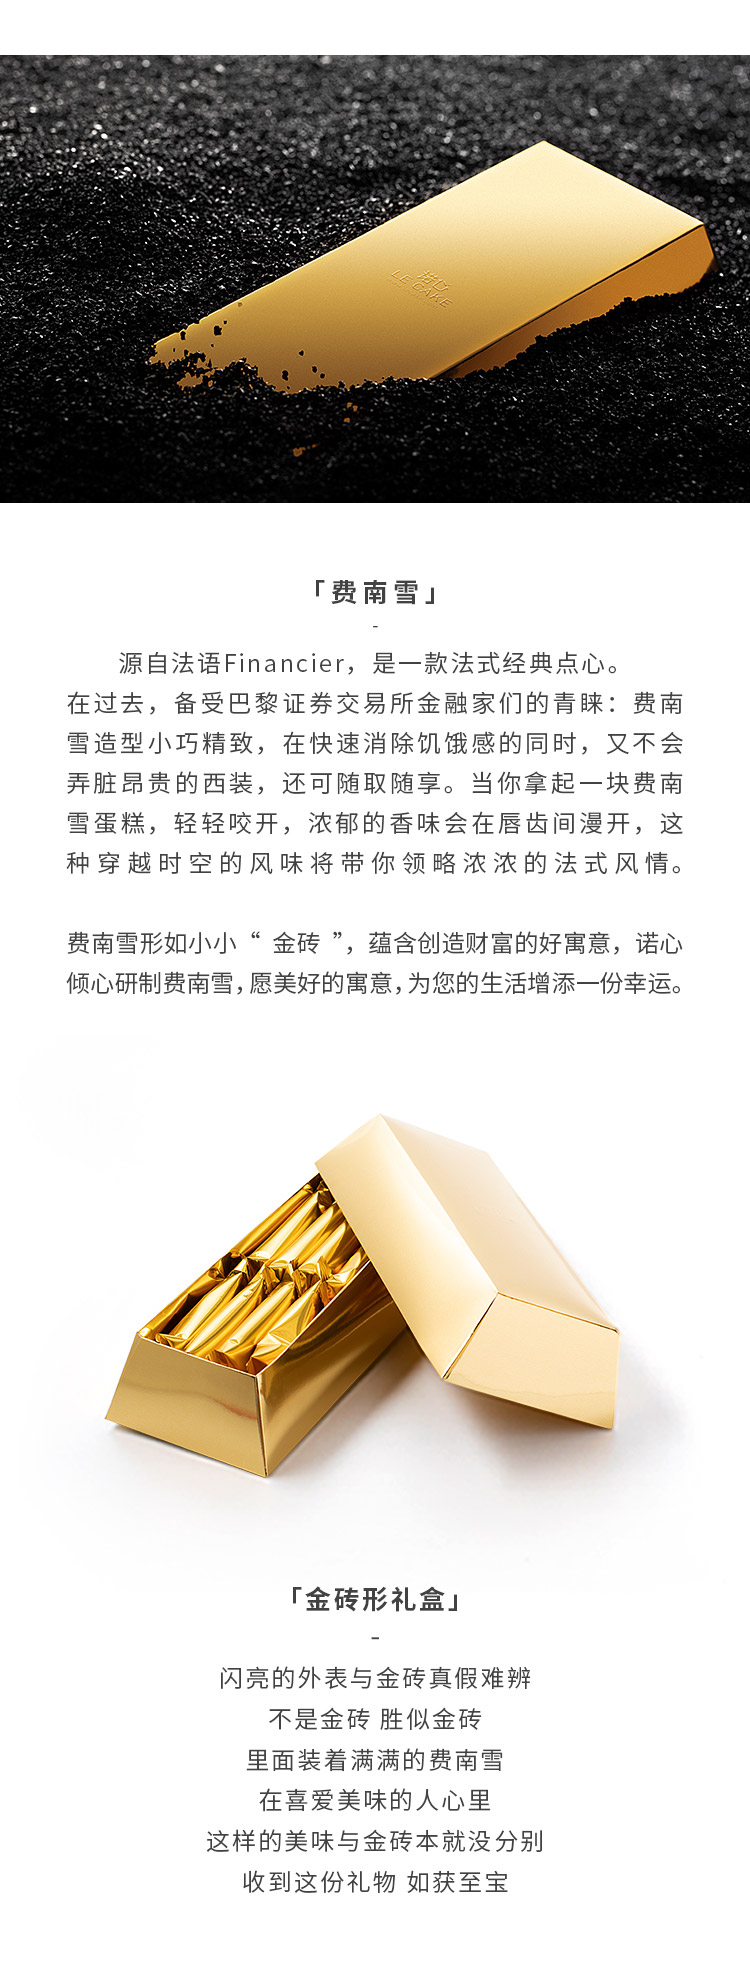 诺心
LE CAKE
「费南雪」
-
源自法语Financier，是一款法式经典点心。
在过去，备受巴黎证券交易所金融家们的青睐：费南
雪造型小巧精致，在快速消除饥饿感的同时，又不会
弄脏昂贵的西装，还可随取随享。当你拿起一块费南
雪蛋糕，轻轻咬开，浓郁的香味会在唇齿间漫开，这
种穿越时空的风味将带你领略浓浓的法式风情。
费南雪形如小小“ 金砖 ”，蕴含创造财富的好寓意，诺心
倾心研制费南雪，愿美好的寓意，为您的生活增添一份幸运。
「金砖形礼盒」
-
闪亮的外表与金砖真假难辨
不是金砖 胜似金砖
里面装着满满的费南雪
在喜爱美味的人心里
这样的美味与金砖本就没分别
收到这份礼物 如获至宝